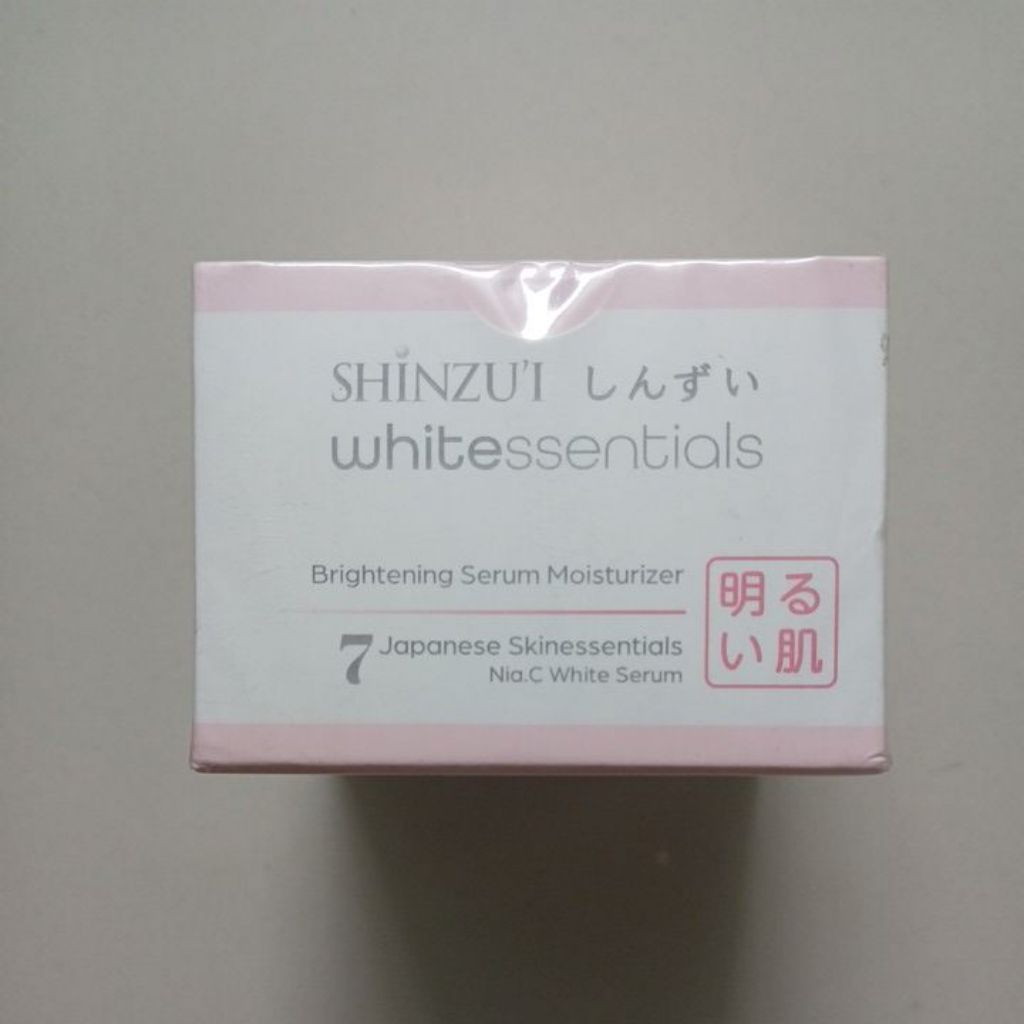 SHINZU'I しんずい
whitessentials
Brightening Serum Moisturizer
7 Japanese Skinessentials
Nia.C White Serum
明る
い肌